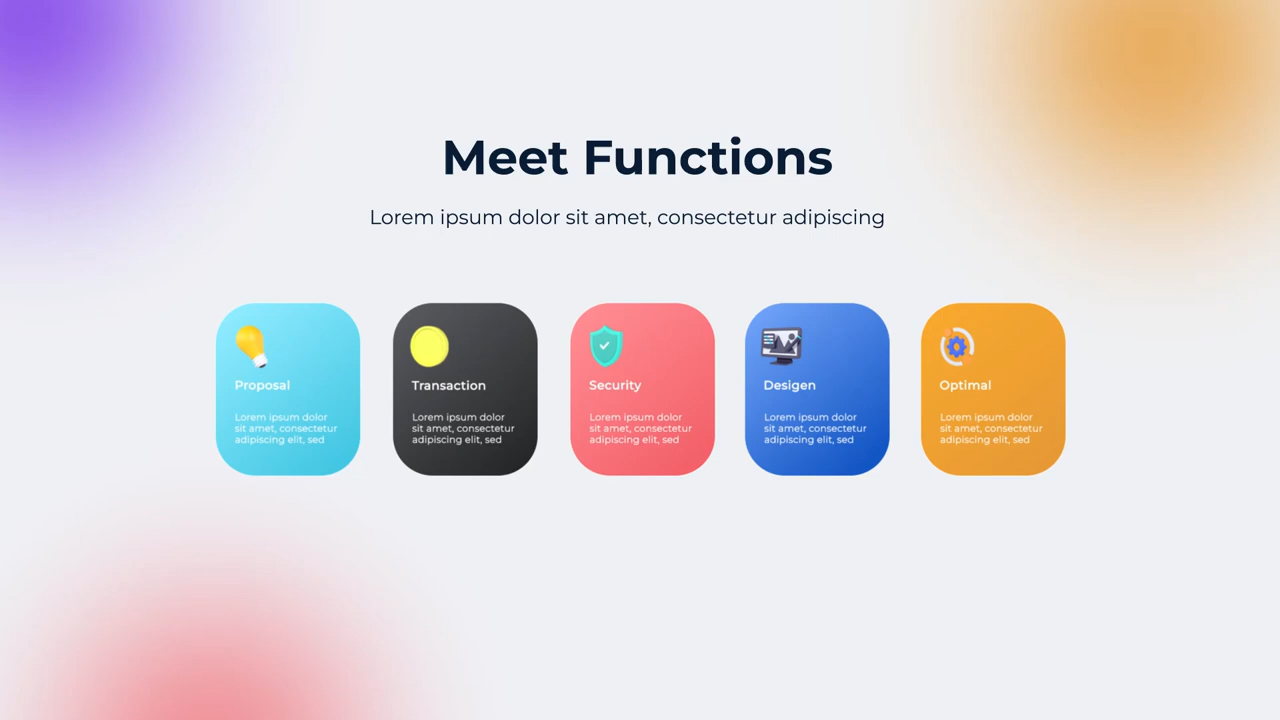 Meet Functions
Lorem ipsum dolor sit amet, consectetur adipiscing
Proposal
Lorem ipsum dolor
sit amet, consectetur
adipiscing elit, sed
Transaction
Lorem ipsum dolor
sit amet, consectetur
adipiscing elit, sed
Security
Lorem ipsum dolor
sit amet, consectetur
adipiscing elit, sed
Desigen
Lorem ipsum dolor
sit amet, consectetur
adipiscing elit, sed
Optimal
Lorem ipsum dolor
sit amet, consectetur
adipiscing elit, sed